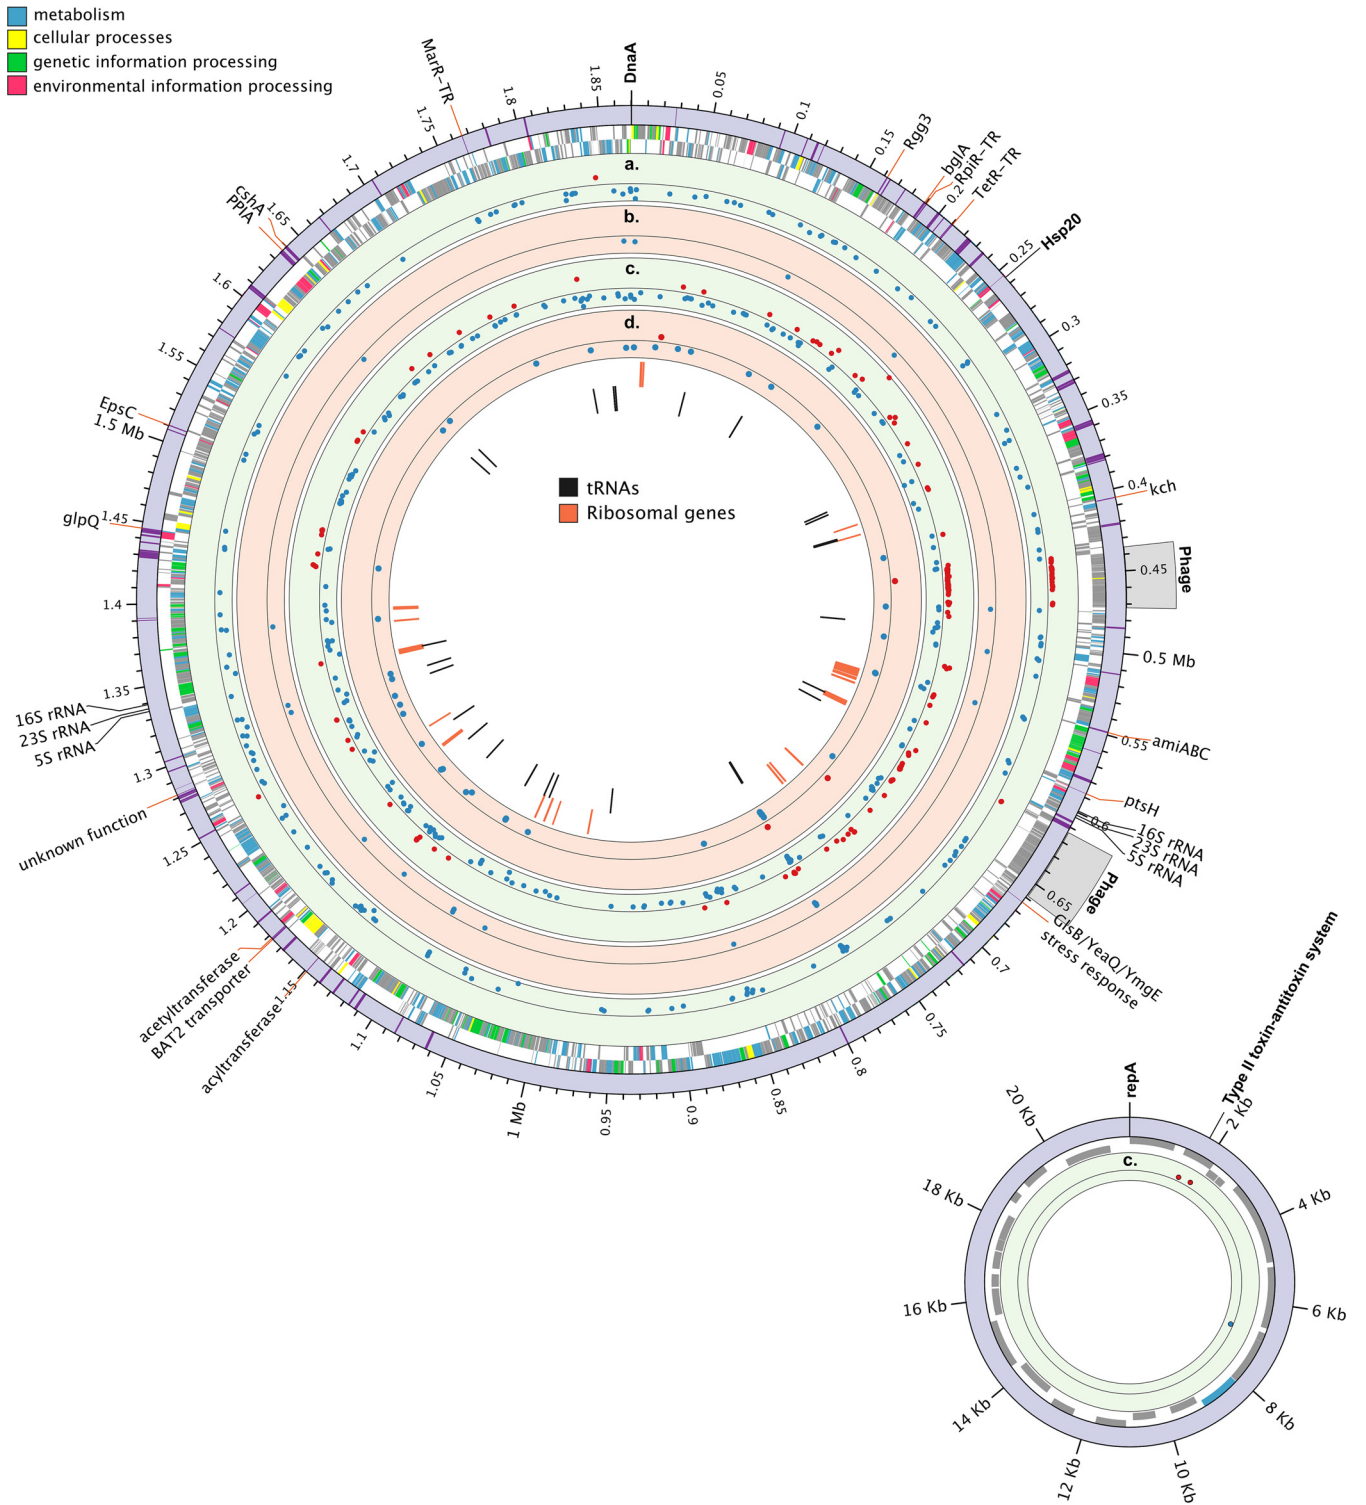 metabolism
cellular processes
genetic information processing
environmental information processing
DnaA
0.05
0.1
0.15
Rgg3
bglA
RpiR-TR
0.2
TetR-TR
0.25
Hsp20
0.3
0.35
0.4
kch
Phage
0.45
0.5 Mb
0.55
amiABC
ptsH
0.6
16S rRNA
23S rRNA
5S rRNA
Phage
0.65
GlsB/YeaQ/YmgE
stress response
0.7
0.75
0.8
0.85
0.9
0.95
1 Mb
1.05
1.1
1.15
acyltransferase
BAT2 transporter
acetyltransferase
1.2
1.25
unknown function
1.3
5S rRNA
23S rRNA
16S rRNA
1.35
1.4
1.45
glpQ
1.5 Mb
EpsC
1.55
1.6
PPIA
cshA
1.65
1.7
1.75
MarR-TR
1.8
1.85
a.
b.
c.
d.
tRNAs
Ribosomal genes
repA
Type II toxin-antitoxin system
2 Kb
4 Kb
6 Kb
8 Kb
10 Kb
12 Kb
14 Kb
16 Kb
18 Kb
20 Kb
c.